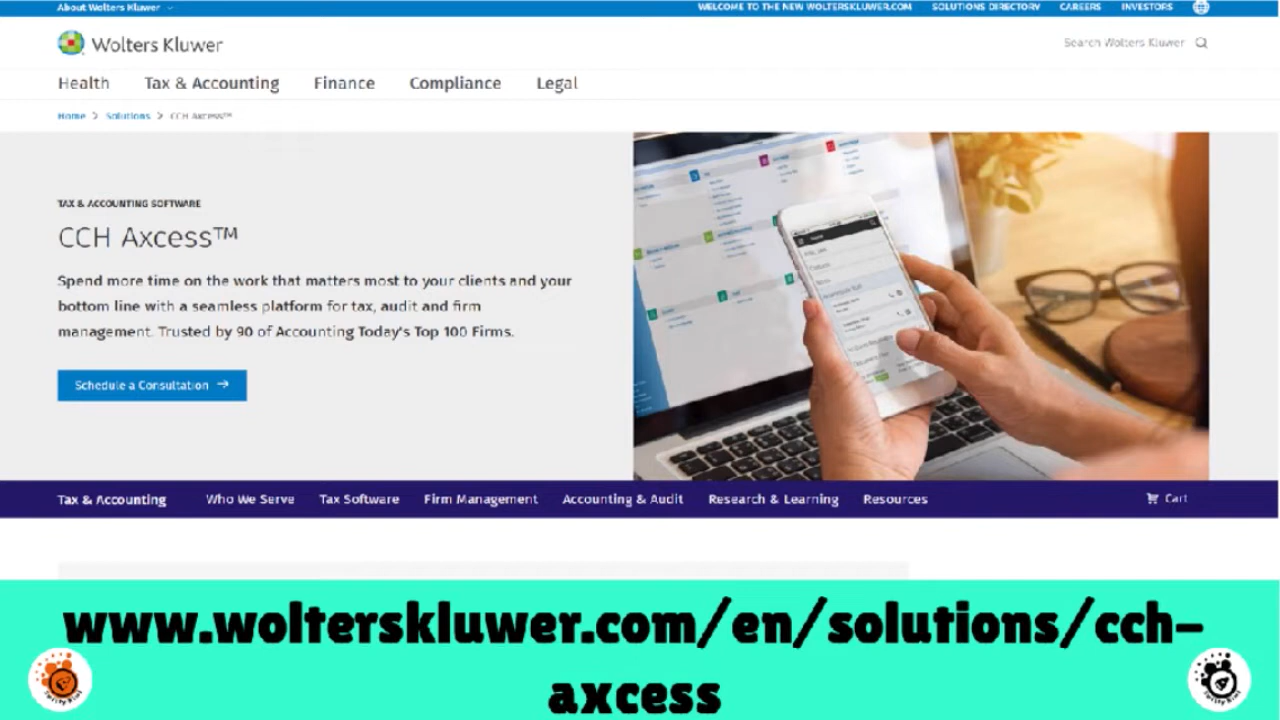 About Wolters Kluwer
WELCOME TO THE NEW WOLTERSKLUWER.COM SOLUTIONS DIRECTORY CAREERS INVESTORS
Wolters Kluwer
Search Wolters Kluwer
Health Tax & Accounting Finance Compliance Legal
Home > Solutions > CCH Axcess™
TAX & ACCOUNTING SOFTWARE
CCH Axcess™
Spend more time on the work that matters most to your clients and your
bottom line with a seamless platform for tax, audit and firm
management. Trusted by 90 of Accounting Today's Top 100 Firms.
Schedule a Consultation →
Tax & Accounting Who We Serve Tax Software Firm Management Accounting & Audit Research & Learning Resources Cart
www.wolterskluwer.com/en/solutions/cch-
axcess